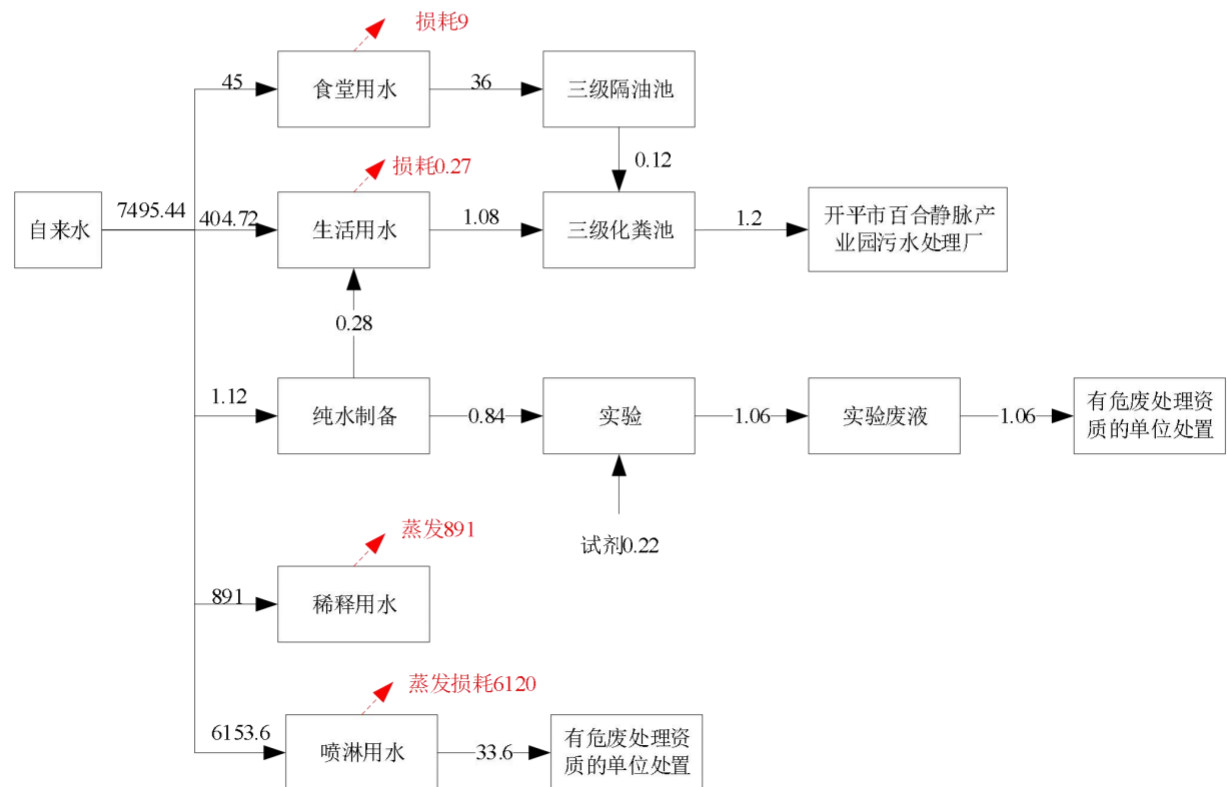 损耗9
45
食堂用水
36
三级隔油池
损耗0.27
0.12
自来水
7495.44
404.72
生活用水
1.08
三级化粪池
1.2
开平市百合静脉产
业园污水处理厂
0.28
1.12
纯水制备
0.84
实验
1.06
实验废液
1.06
有危废处理资
质的单位处置
试剂0.22
蒸发891
891
稀释用水
蒸发损耗6120
6153.6
喷淋用水
33.6
有危废处理资
质的单位处置